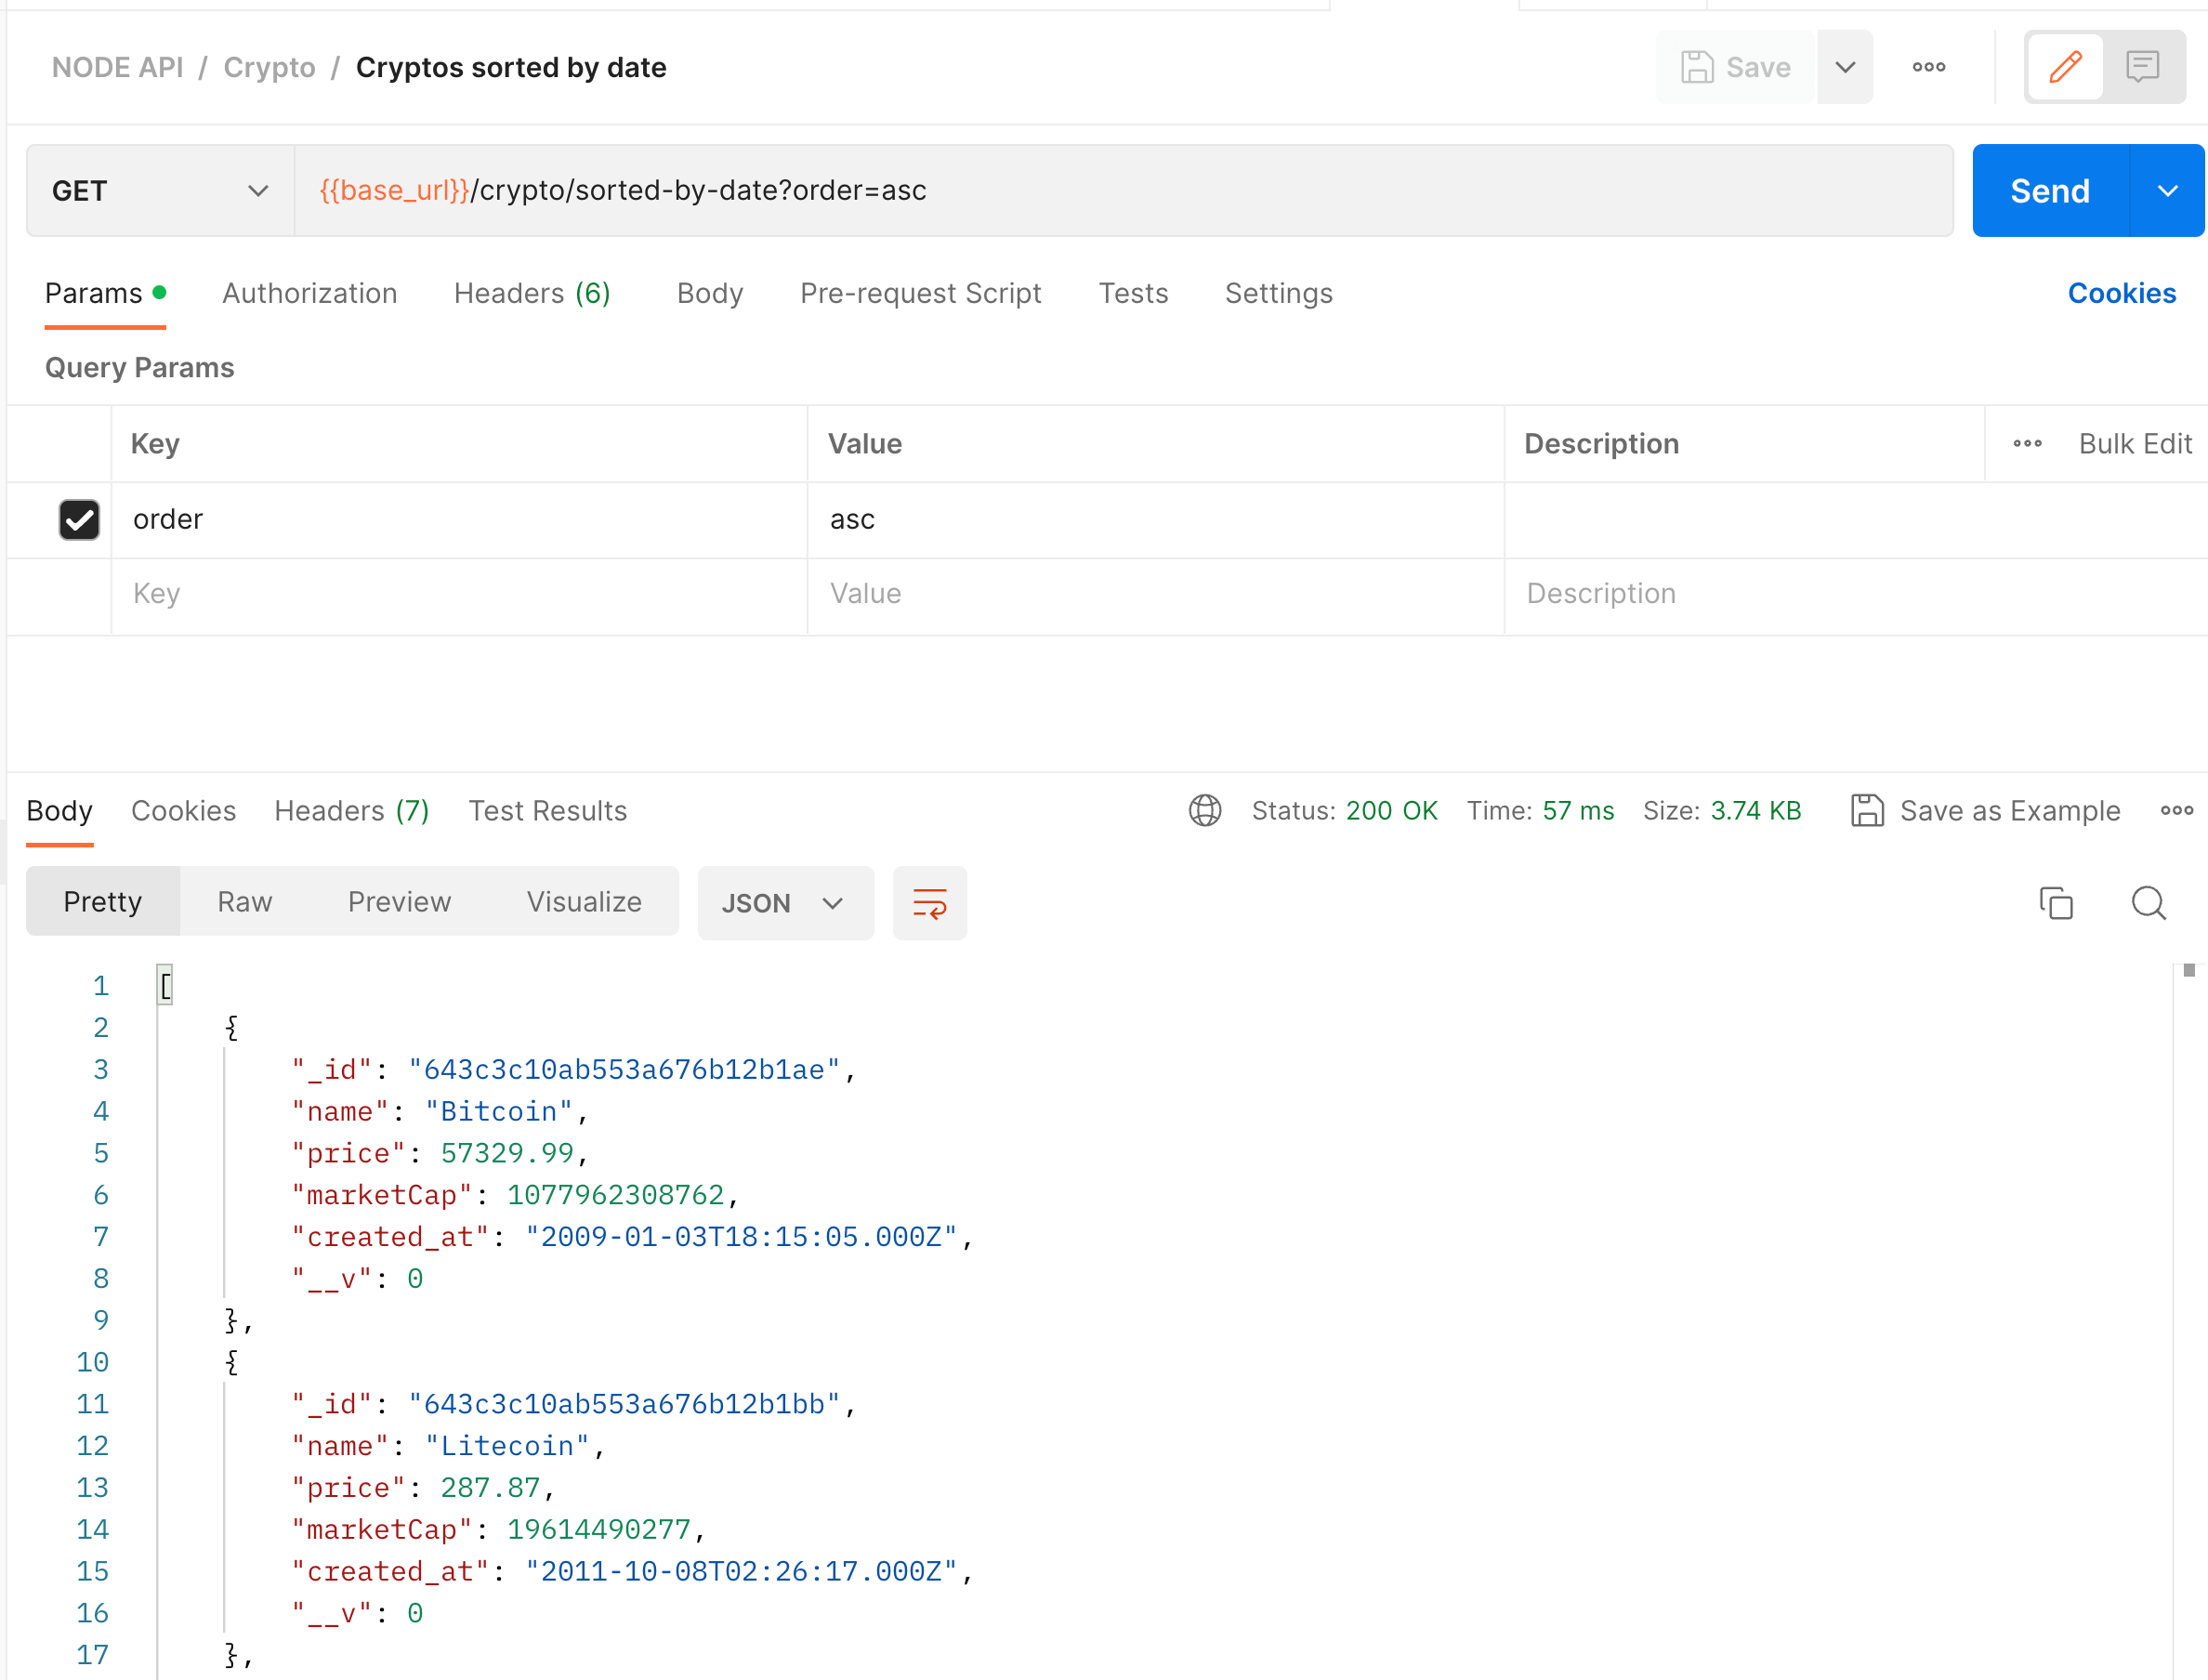 NODE API / Crypto / Cryptos sorted by date
Save
GET
{{base_url}}/crypto/sorted-by-date?order=asc
Send
Params Authorization Headers (6) Body Pre-request Script Tests Settings Cookies
Query Params
Key Value Description Bulk Edit
order asc
Key Value Description
Body Cookies Headers (7) Test Results Status: 200 OK Time: 57 ms Size: 3.74 KB Save as Example
Pretty Raw Preview Visualize JSON
1 [
2 {
3 "_id": "643c3c10ab553a676b12b1ae",
4 "name": "Bitcoin",
5 "price": 57329.99,
6 "marketCap": 1077962308762,
7 "created_at": "2009-01-03T18:15:05.000Z",
8 "__v": 0
9 },
10 {
11 "_id": "643c3c10ab553a676b12b1bb",
12 "name": "Litecoin",
13 "price": 287.87,
14 "marketCap": 19614490277,
15 "created_at": "2011-10-08T02:26:17.000Z",
16 "__v": 0
17 },